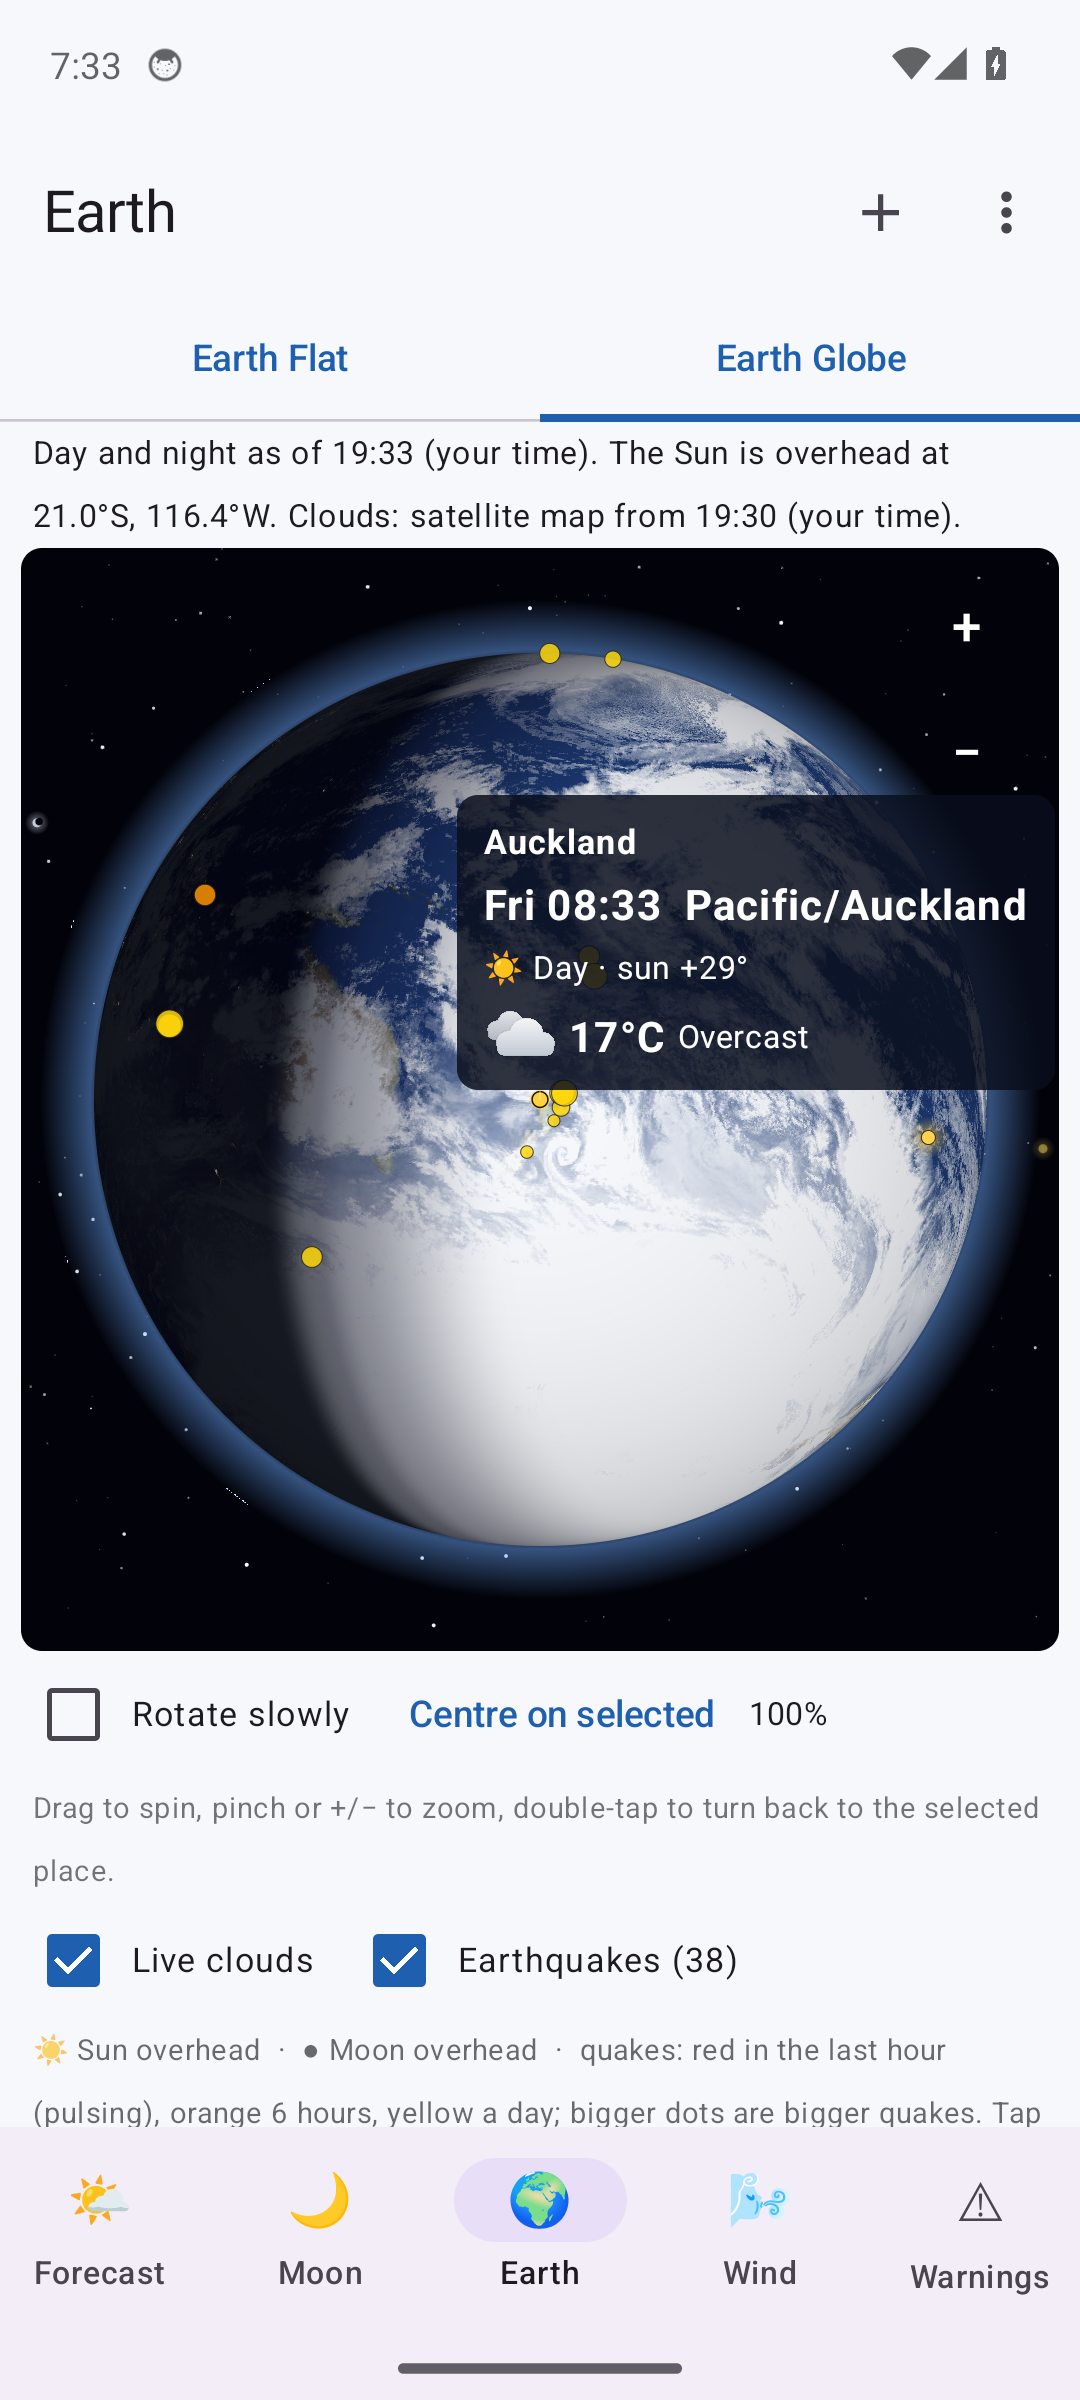 7:33
Earth
Earth Flat
Earth Globe
Day and night as of 19:33 (your time). The Sun is overhead at
21.0°S, 116.4°W. Clouds: satellite map from 19:30 (your time).
+
−
Auckland
Fri 08:33 Pacific/Auckland
☀️ Day · sun +29°
17°C Overcast
Rotate slowly
Centre on selected
100%
Drag to spin, pinch or +/− to zoom, double-tap to turn back to the selected
place.
Live clouds
Earthquakes (38)
☀️ Sun overhead · ● Moon overhead · quakes: red in the last hour
(pulsing), orange 6 hours, yellow a day; bigger dots are bigger quakes. Tap
Forecast
Moon
Earth
Wind
Warnings